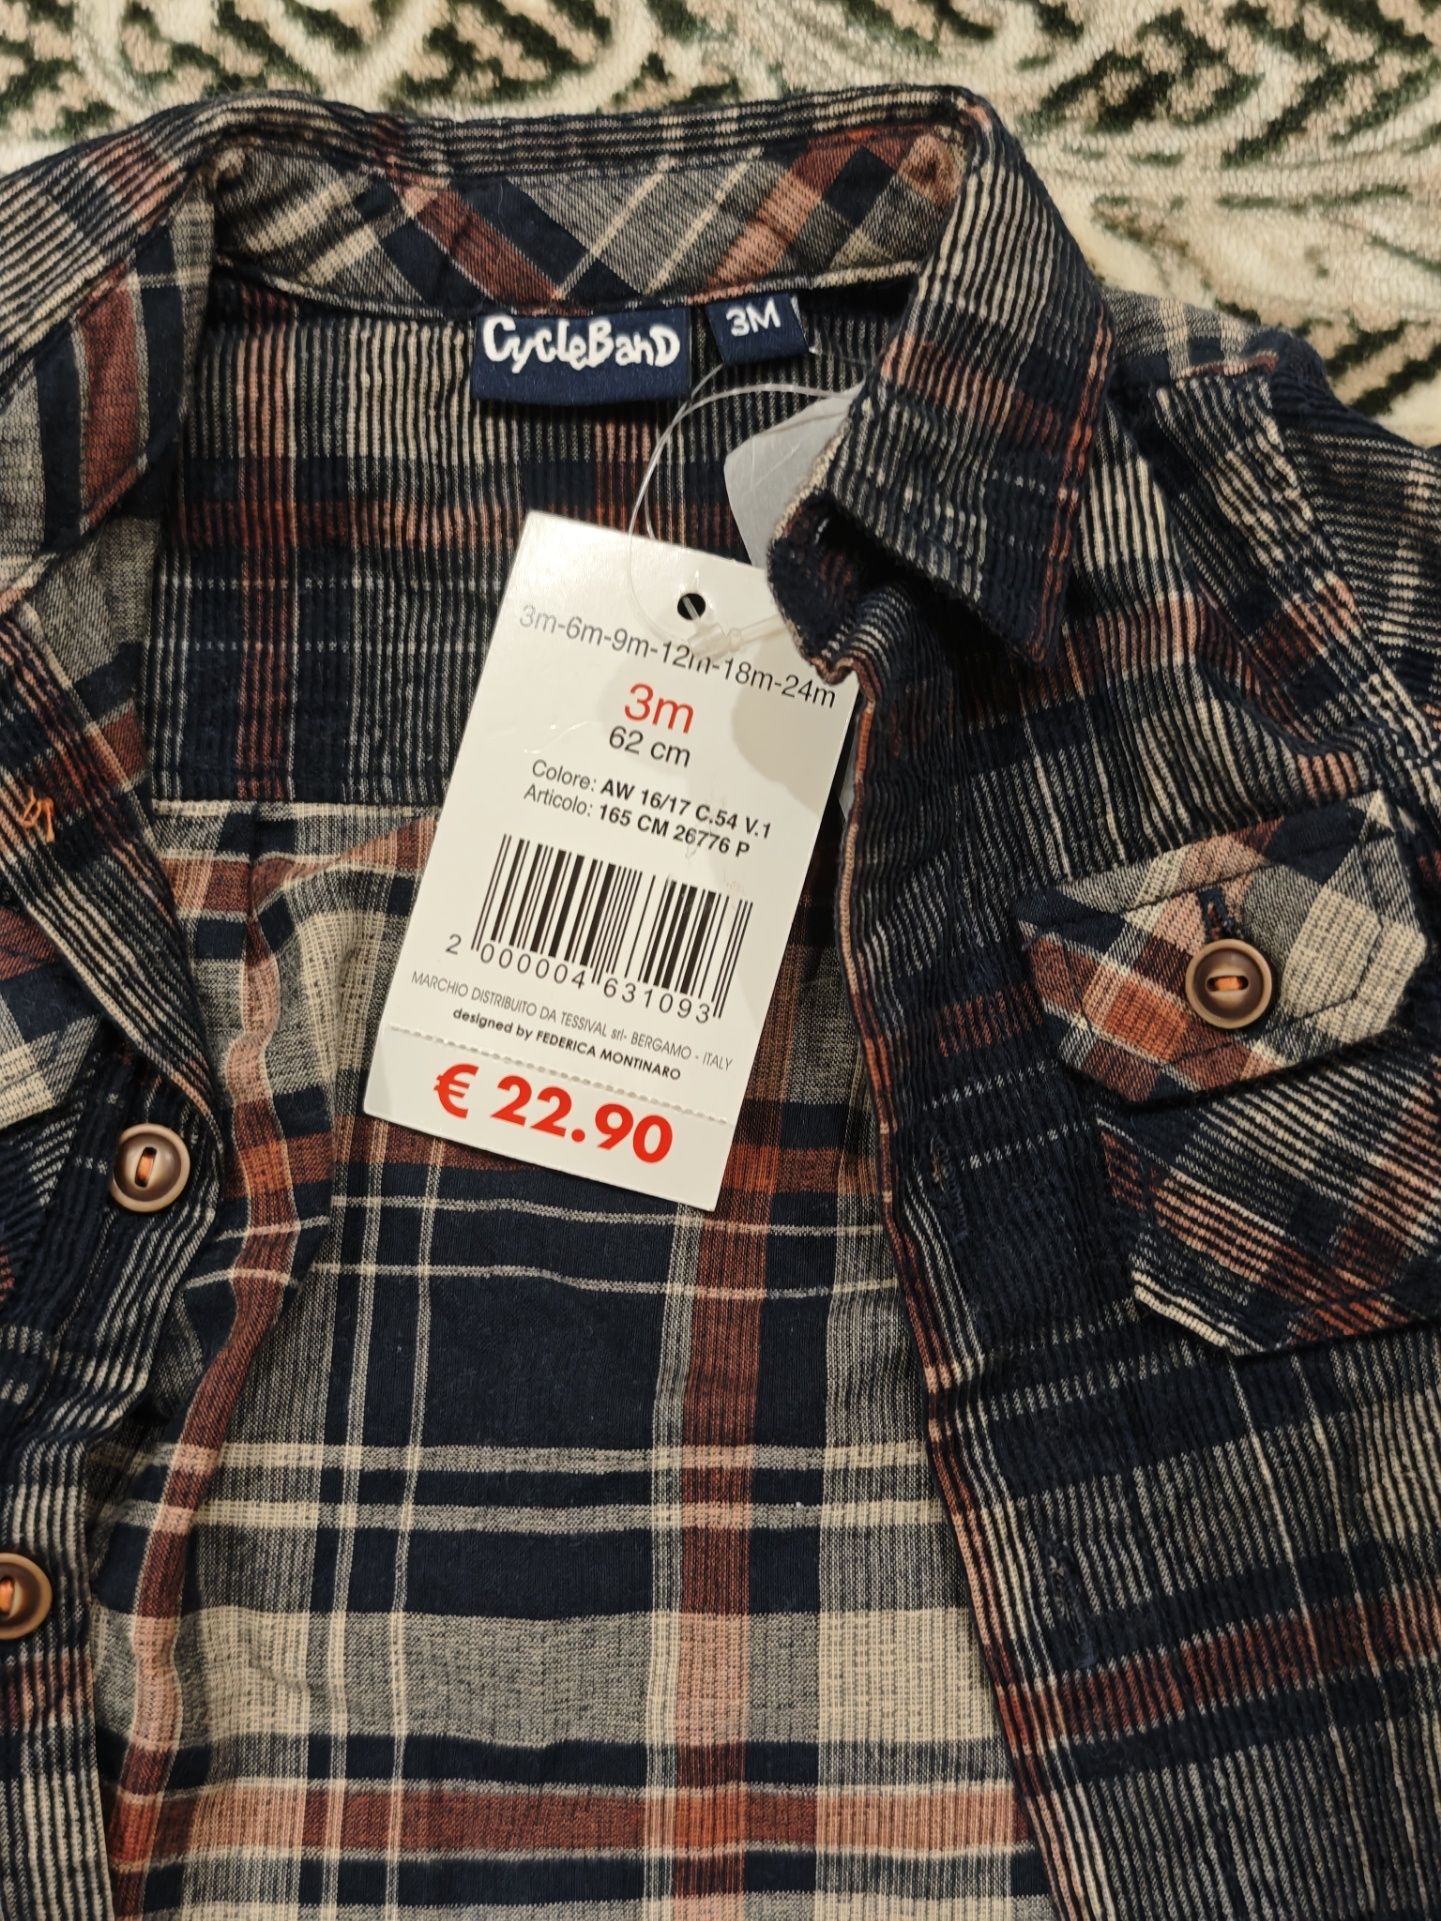 CycleBanD
3M
3m-6m-9m-12m-18m-24m
3m
62 cm
Colore: AW 16/17 C.54 V.1
Articolo: 165 CM 26776 P
2 000004 631093
MARCHIO DISTRIBUITO DA TESSIVAL srl- BERGAMO - ITALY
designed by FEDERICA MONTINARO
€ 22.90